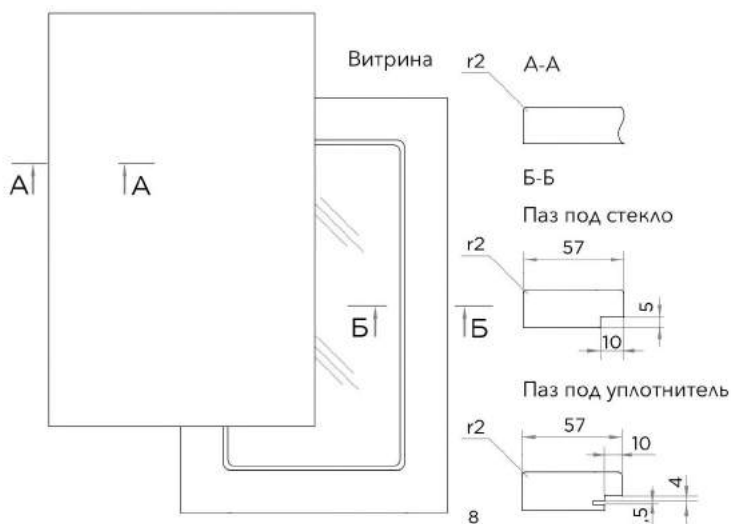 Витрина
r2
А-А
А
А
Б-Б
Паз под стекло
r2
57
5
10
Б
Б
Паз под уплотнитель
r2
57
10
4
.5
8